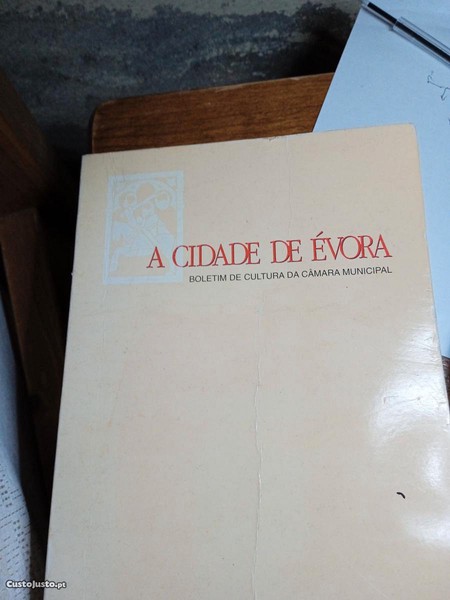 A CIDADE DE ÉVORA
BOLETIM DE CULTURA DA CÂMARA MUNICIPAL
CustoJusto.pt